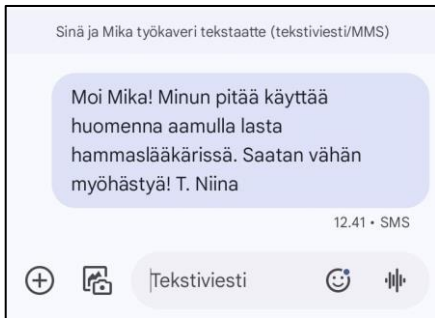 Sinä ja Mika työkaveri tekstaatte (tekstiviesti/MMS)
Moi Mika! Minun pitää käyttää
huomenna aamulla lasta
hammaslääkärissä. Saatan vähän
myöhästyä! T. Niina
12.41 • SMS
Tekstiviesti